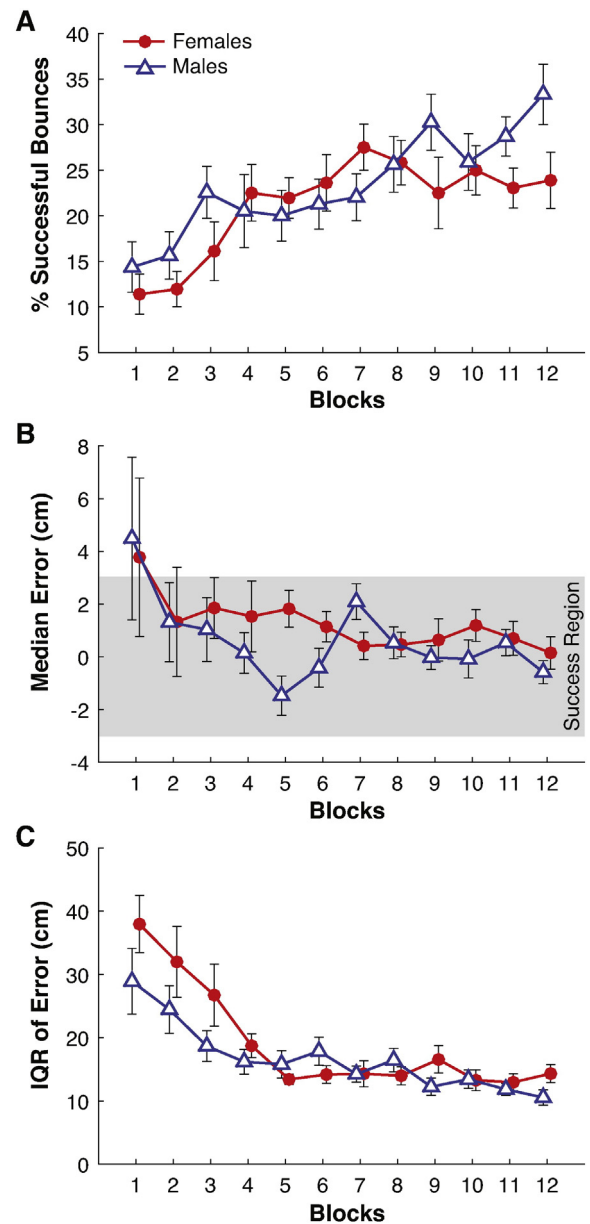 A
% Successful Bounces
Females
Males
40
35
30
25
20
15
10
5
1 2 3 4 5 6 7 8 9 10 11 12
Blocks
B
Median Error (cm)
8
6
4
2
0
-2
-4
Success Region
1 2 3 4 5 6 7 8 9 10 11 12
Blocks
C
IQR of Error (cm)
50
40
30
20
10
0
1 2 3 4 5 6 7 8 9 10 11 12
Blocks